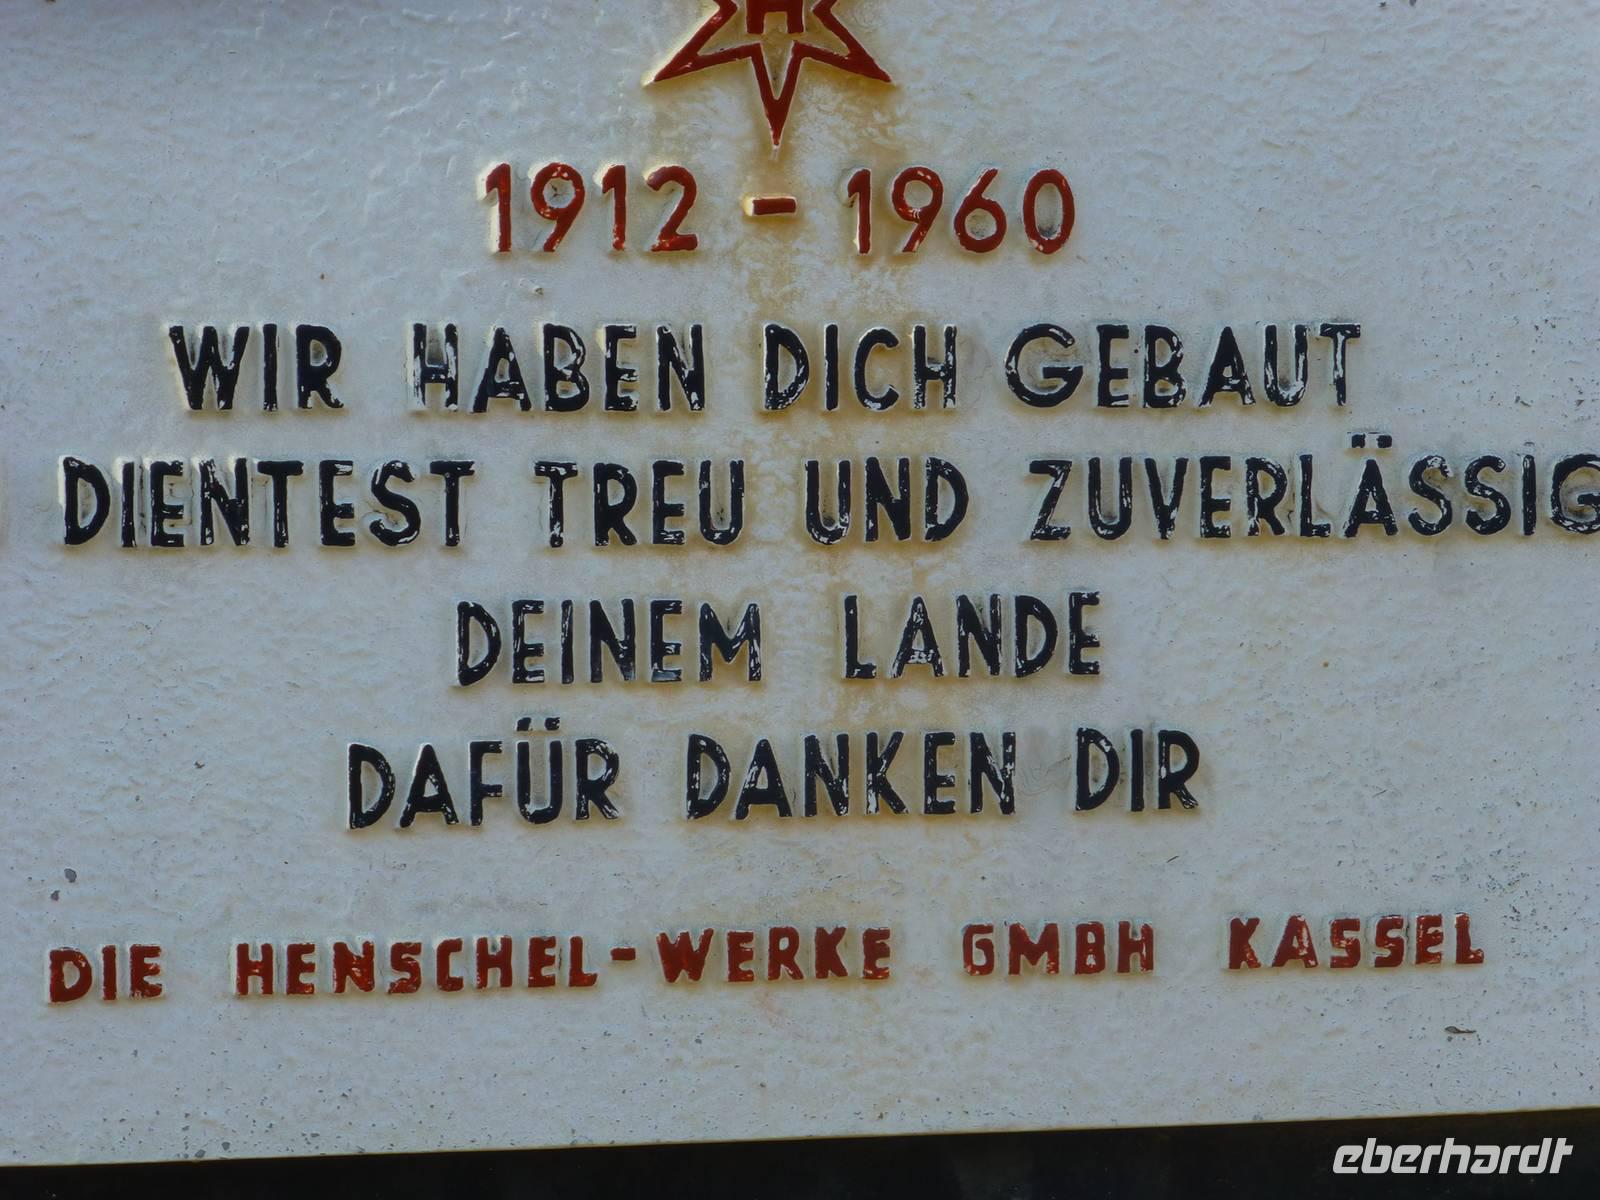 H
1912 - 1960
WIR HABEN DICH GEBAUT
DIENTEST TREU UND ZUVERLÄSSIG
DEINEM LANDE
DAFÜR DANKEN DIR
DIE HENSCHEL-WERKE GMBH KASSEL
eberhardt